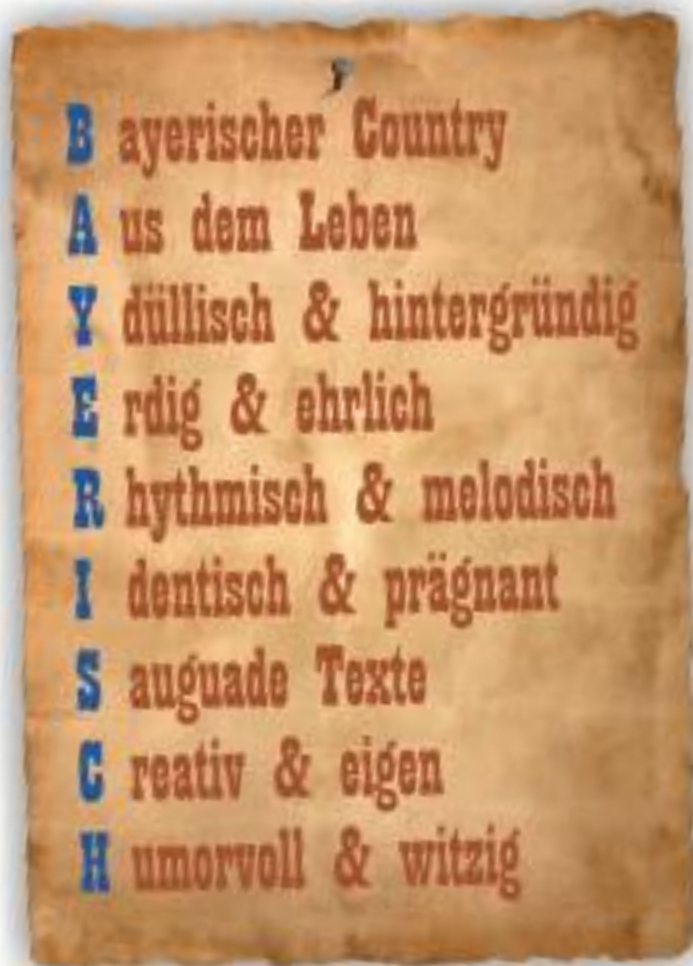 Bayerischer Country
Aus dem Leben
Ydüllisch & hintergründig
Erdig & ehrlich
Rhythmisch & melodisch
Identisch & prägnant
Sauguade Texte
Creativ & eigen
Humorvoll & witzig